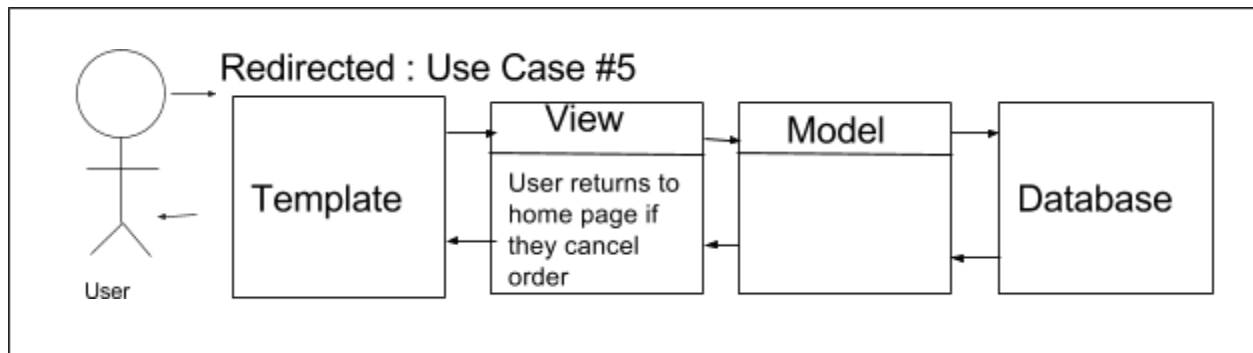 Redirected : Use Case #5
View
Model
Template
User returns to
home page if
they cancel
order
Database
User